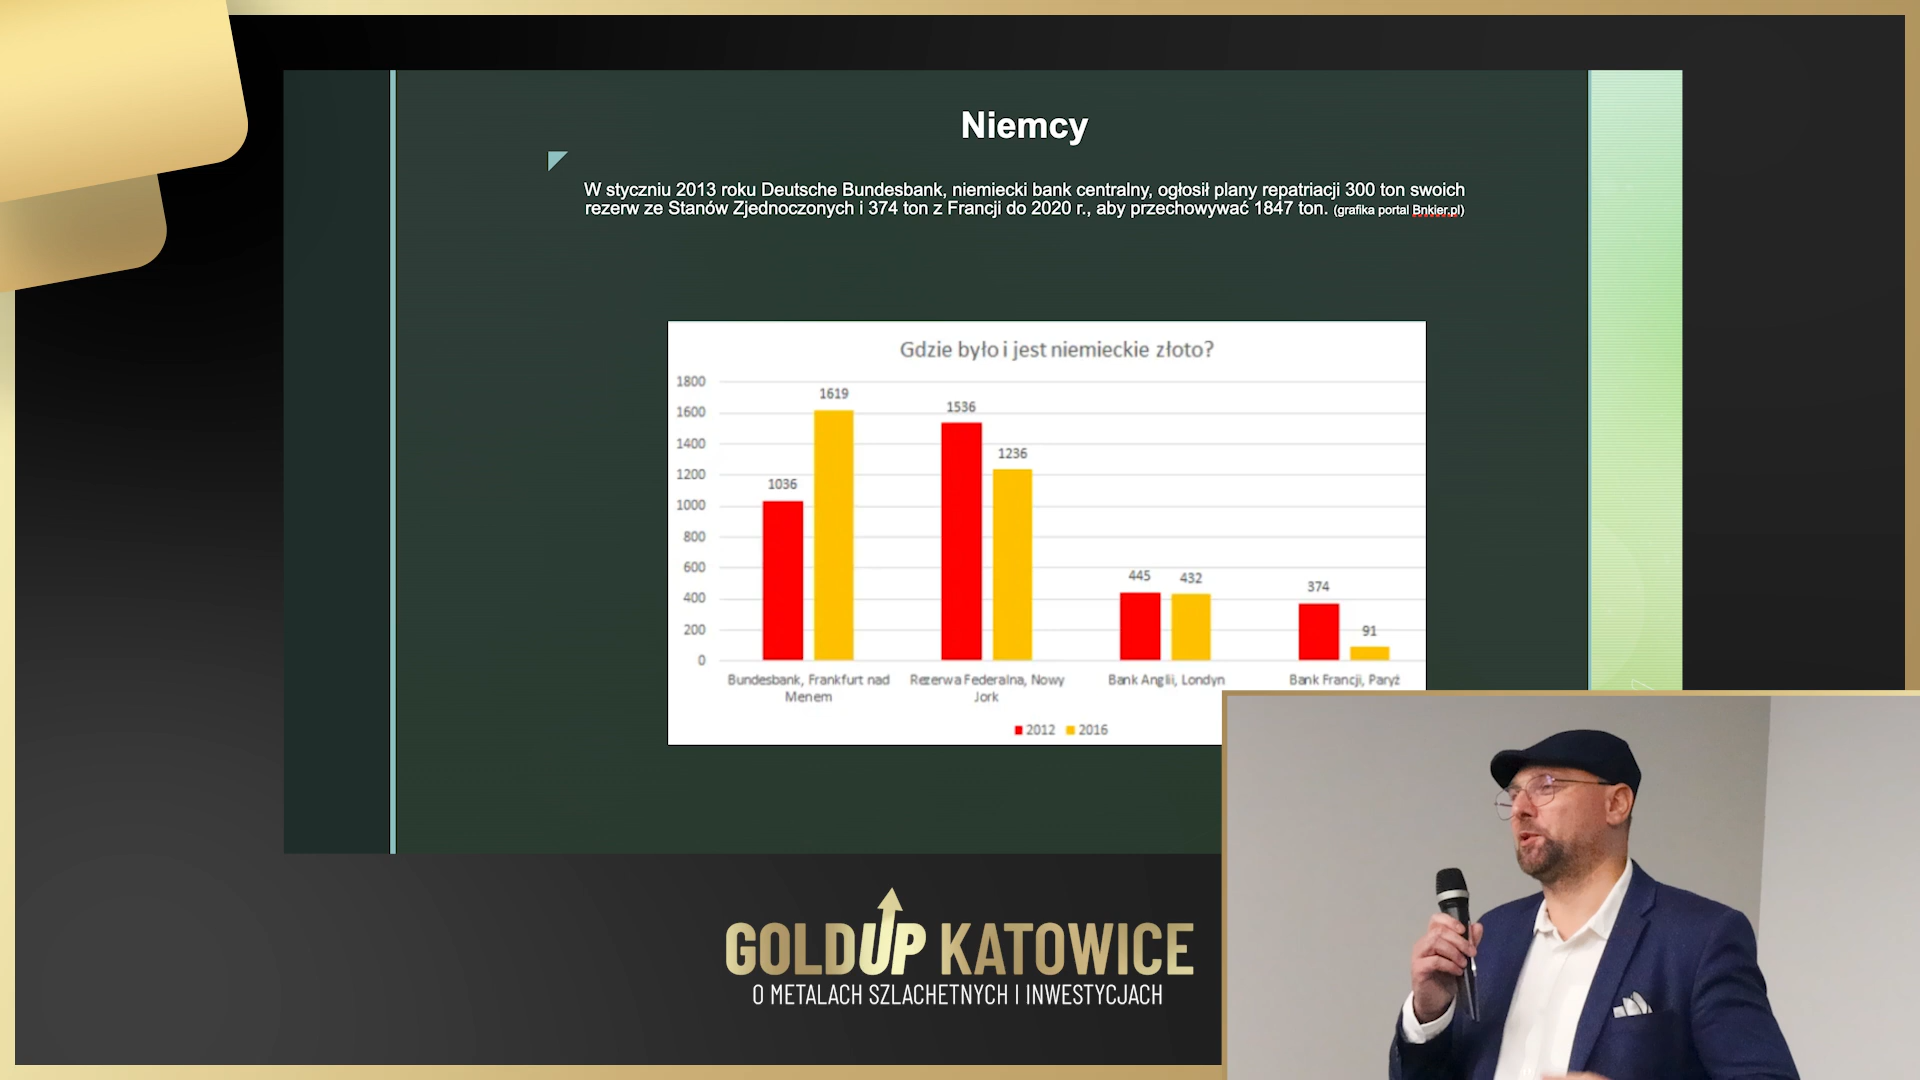 Niemcy
W styczniu 2013 roku Deutsche Bundesbank, niemiecki bank centralny, ogłosił plany repatriacji 300 ton swoich
rezerw ze Stanów Zjednoczonych i 374 ton z Francji do 2020 r., aby przechowywać 1847 ton. (grafika portal Bnkier.pl)
Gdzie było i jest niemieckie złoto?
1800
1600
1400
1200
1000
800
600
400
200
0
1036
1619
1536
1236
445
432
374
91
Bundesbank, Frankfurt nad
Menem
Rezerwa Federalna, Nowy
Jork
Bank Anglii, Londyn
Bank Francji, Paryż
2012
2016
GOLDUP KATOWICE
O METALACH SZLACHETNYCH I INWESTYCJACH